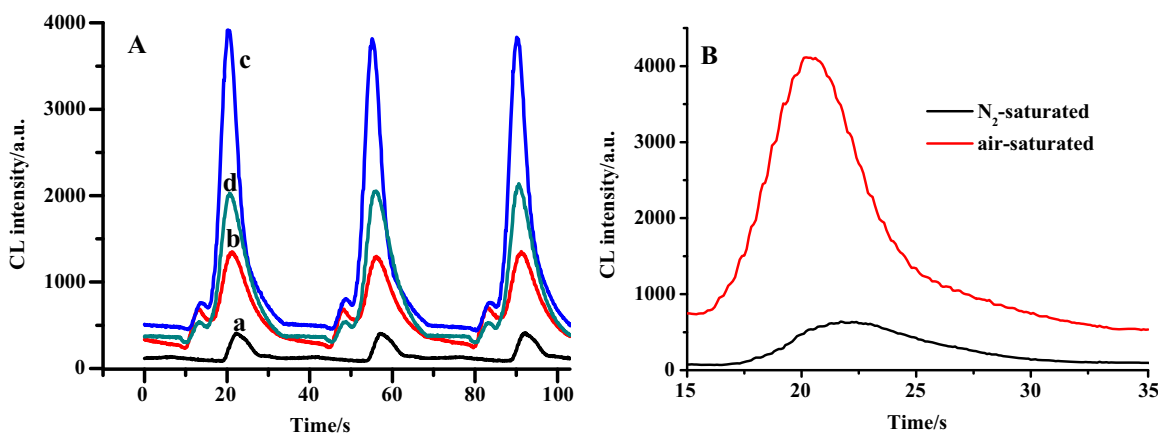 A
CL intensity/a.u.
4000
3000
2000
1000
0
c
d
b
a
0
20
40
60
80
100
Time/s
B
CL intensity/a.u.
4000
3000
2000
1000
0
N₂-saturated
air-saturated
15
20
25
30
35
Time/s